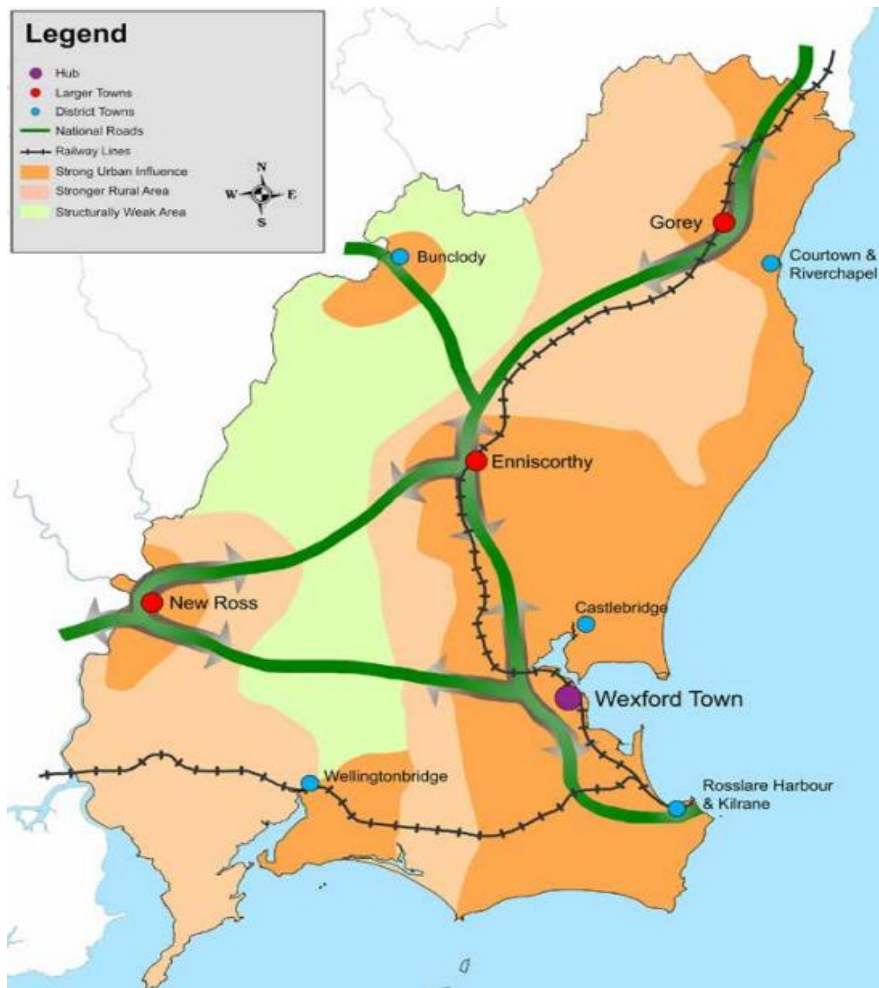 Legend
Hub
Larger Towns
District Towns
National Roads
Railway Lines
Strong Urban Influence
Stronger Rural Area
Structurally Weak Area
N
W E
S
Gorey
Courtown &
Riverchapel
Bunclody
Enniscorthy
New Ross
Castlebridge
Wexford Town
Wellingtonbridge
Rosslare Harbour
& Kilrane